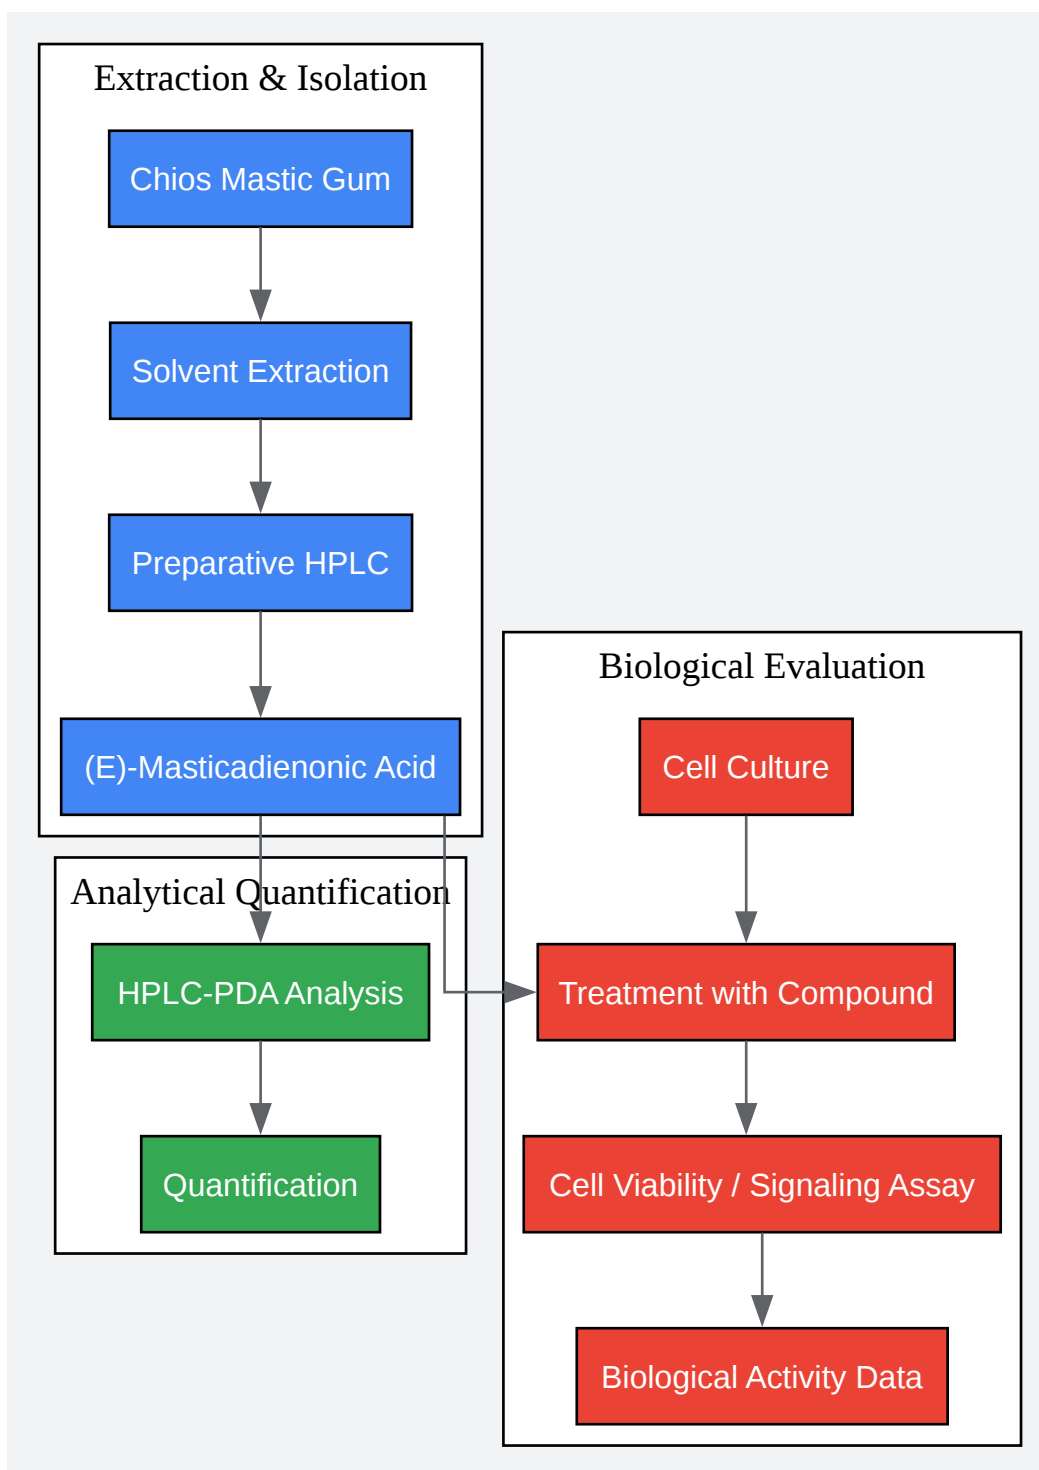 Extraction & Isolation
Chios Mastic Gum
Solvent Extraction
Preparative HPLC
(E)-Masticadienonic Acid
Analytical Quantification
HPLC-PDA Analysis
Quantification
Biological Evaluation
Cell Culture
Treatment with Compound
Cell Viability / Signaling Assay
Biological Activity Data